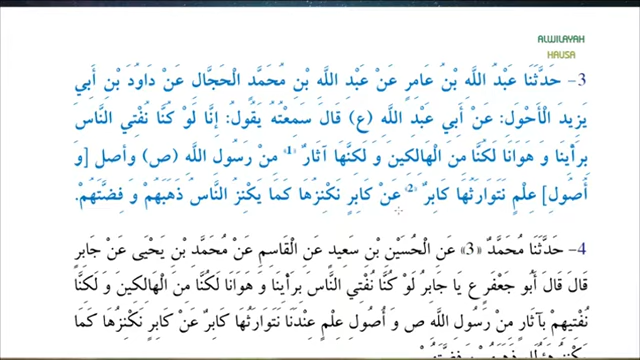 ALWILAYAH
HAUSA
3- حَدَّثَنَا عَبْدُ اللَّهِ بْنُ عَامِرٍ عَنْ عَبْدِ اللَّهِ بْنِ مُحَمَّدٍ الْحَجَّالِ عَنْ دَاوُدَ بْنِ أَبِي
يَزِيدَ الْأَحْوَلِ: عَنْ أَبِي عَبْدِ اللَّهِ (ع) قَالَ سَمِعْتُهُ يَقُولُ: إِنَّا لَوْ كُنَّا نُفْتِي النَّاسَ
بِرَأْيِنَا وَ هَوَانَا لَكُنَّا مِنَ الْهَالِكِينَ وَ لَكِنَّهَا آثَارٌ «1» مِنْ رَسُولِ اللَّهِ (ص) وأصل [وَ
أُصُولِ] عِلْمٍ نَتَوَارَثُهَا كَابِرٌ «2» عَنْ كَابِرٍ نَكْنِزُهَا كَمَا يَكْنِزُ النَّاسُ ذَهَبَهُمْ وَ فِضَّتَهُمْ.
4- حَدَّثَنَا مُحَمَّدٌ «3» عَنِ الْحُسَيْنِ بْنِ سَعِيدٍ عَنِ الْقَاسِمِ عَنْ مُحَمَّدِ بْنِ يَحْيَى عَنْ جَابِرٍ
قَالَ قَالَ أَبُو جَعْفَرٍ ع يَا جَابِرُ لَوْ كُنَّا نُفْتِي النَّاسَ بِرَأْيِنَا وَ هَوَانَا لَكُنَّا مِنَ الْهَالِكِينَ وَ لَكِنَّا
نُفْتِيهِمْ بِآثَارٍ مِنْ رَسُولِ اللَّهِ ص وَ أُصُولِ عِلْمٍ عِنْدَنَا نَتَوَارَثُهَا كَابِرٌ عَنْ كَابِرٍ نَكْنِزُهَا كَمَا